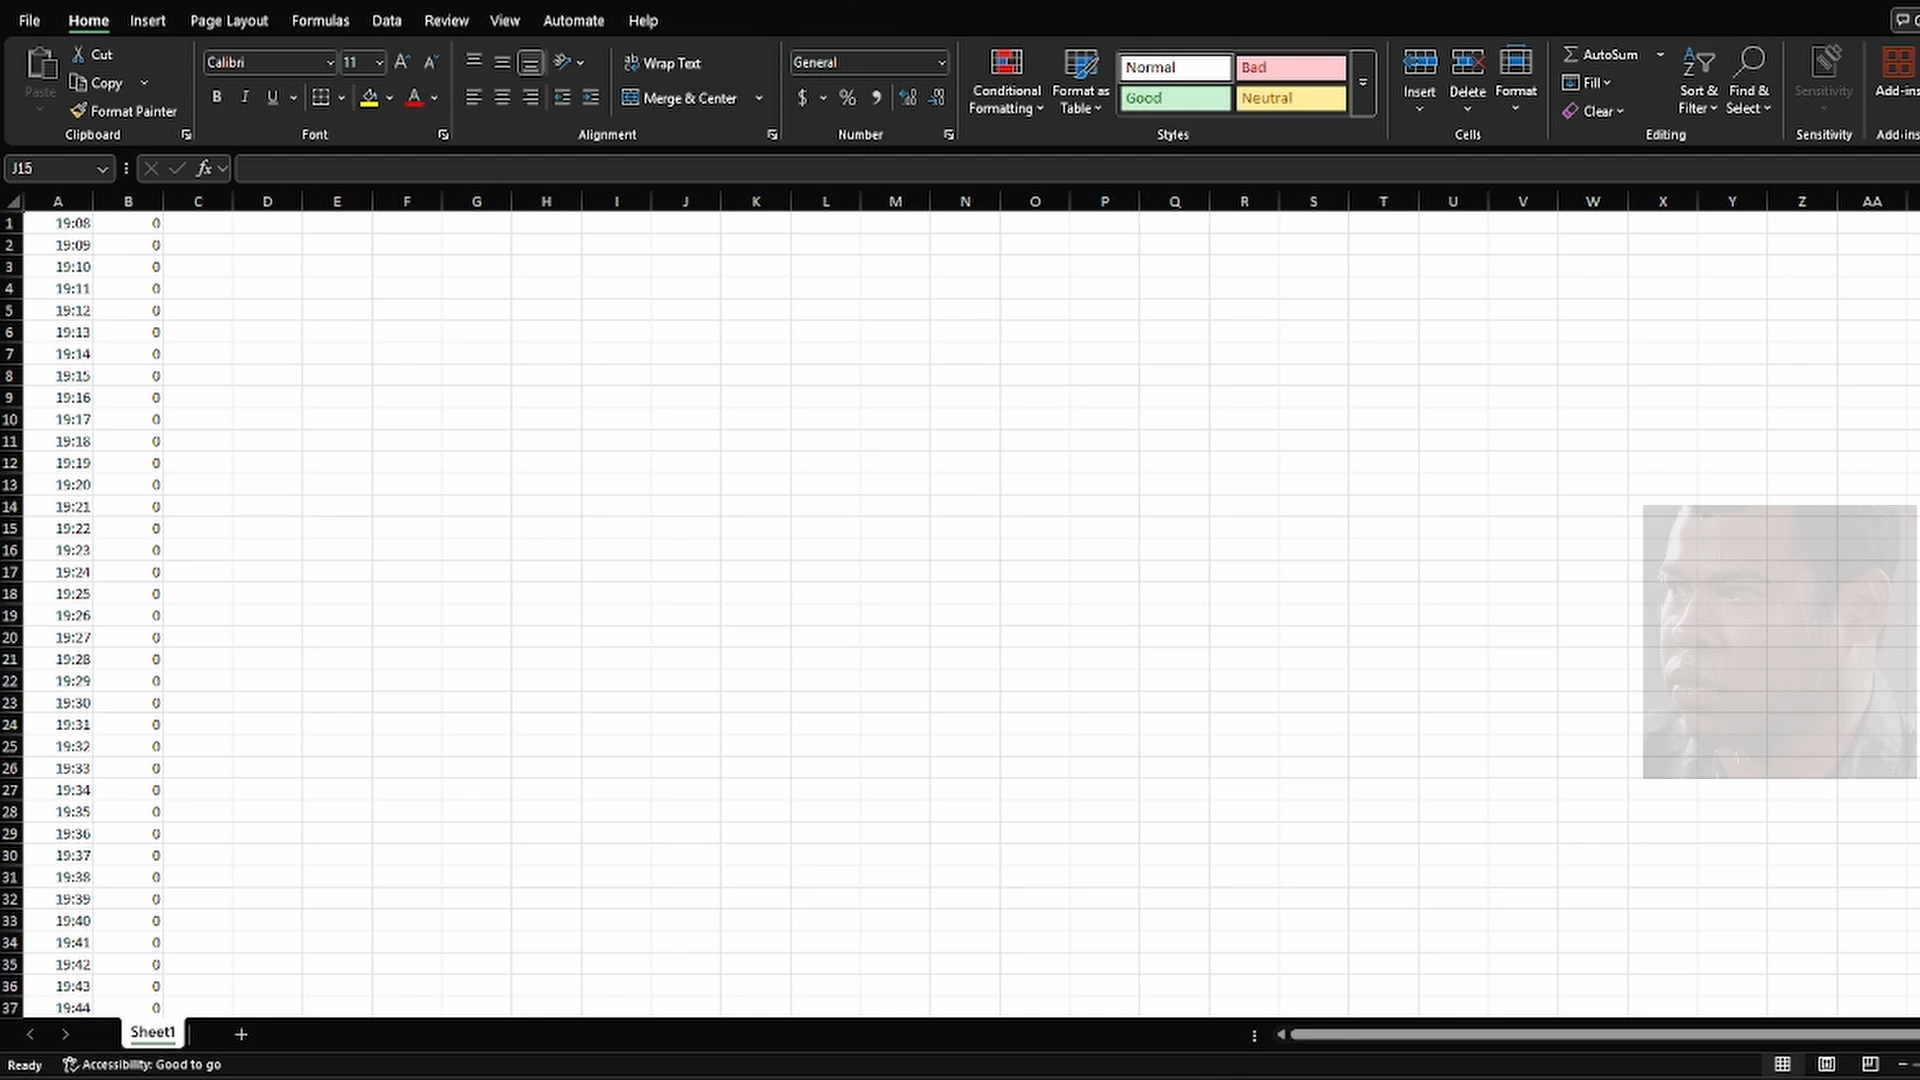 File Home Insert Page Layout Formulas Data Review View Automate Help
Paste Cut Copy Format Painter Clipboard
Calibri 11 B I U A Font
Wrap Text Merge & Center Alignment
General $ % Number
Conditional Formatting Format as Table Normal Bad Good Neutral Styles
Insert Delete Format Cells
AutoSum Fill Clear Sort & Filter Find & Select Editing
Sensitivity Sensitivity
Add-ins Add-ins
J15 fx
A B C D E F G H I J K L M N O P Q R S T U V W X Y Z AA
1 19:08 0
2 19:09 0
3 19:10 0
4 19:11 0
5 19:12 0
6 19:13 0
7 19:14 0
8 19:15 0
9 19:16 0
10 19:17 0
11 19:18 0
12 19:19 0
13 19:20 0
14 19:21 0
15 19:22 0
16 19:23 0
17 19:24 0
18 19:25 0
19 19:26 0
20 19:27 0
21 19:28 0
22 19:29 0
23 19:30 0
24 19:31 0
25 19:32 0
26 19:33 0
27 19:34 0
28 19:35 0
29 19:36 0
30 19:37 0
31 19:38 0
32 19:39 0
33 19:40 0
34 19:41 0
35 19:42 0
36 19:43 0
37 19:44 0
Sheet1
Ready Accessibility: Good to go